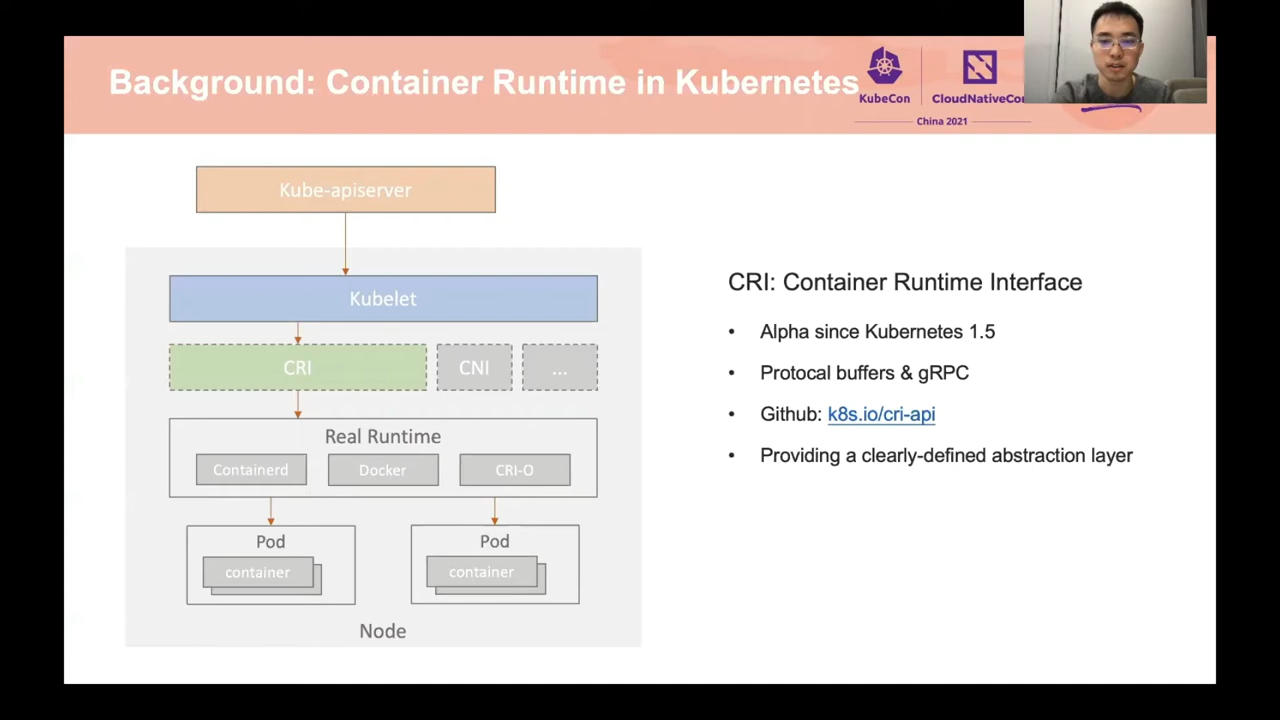 Background: Container Runtime in Kubernetes
KubeCon
CloudNativeCon
China 2021
Kube-apiserver
Kubelet
CRI
CNI
...
Real Runtime
Containerd
Docker
CRI-O
Pod
container
Pod
container
Node
CRI: Container Runtime Interface
• Alpha since Kubernetes 1.5
• Protocal buffers & gRPC
• Github: k8s.io/cri-api
• Providing a clearly-defined abstraction layer